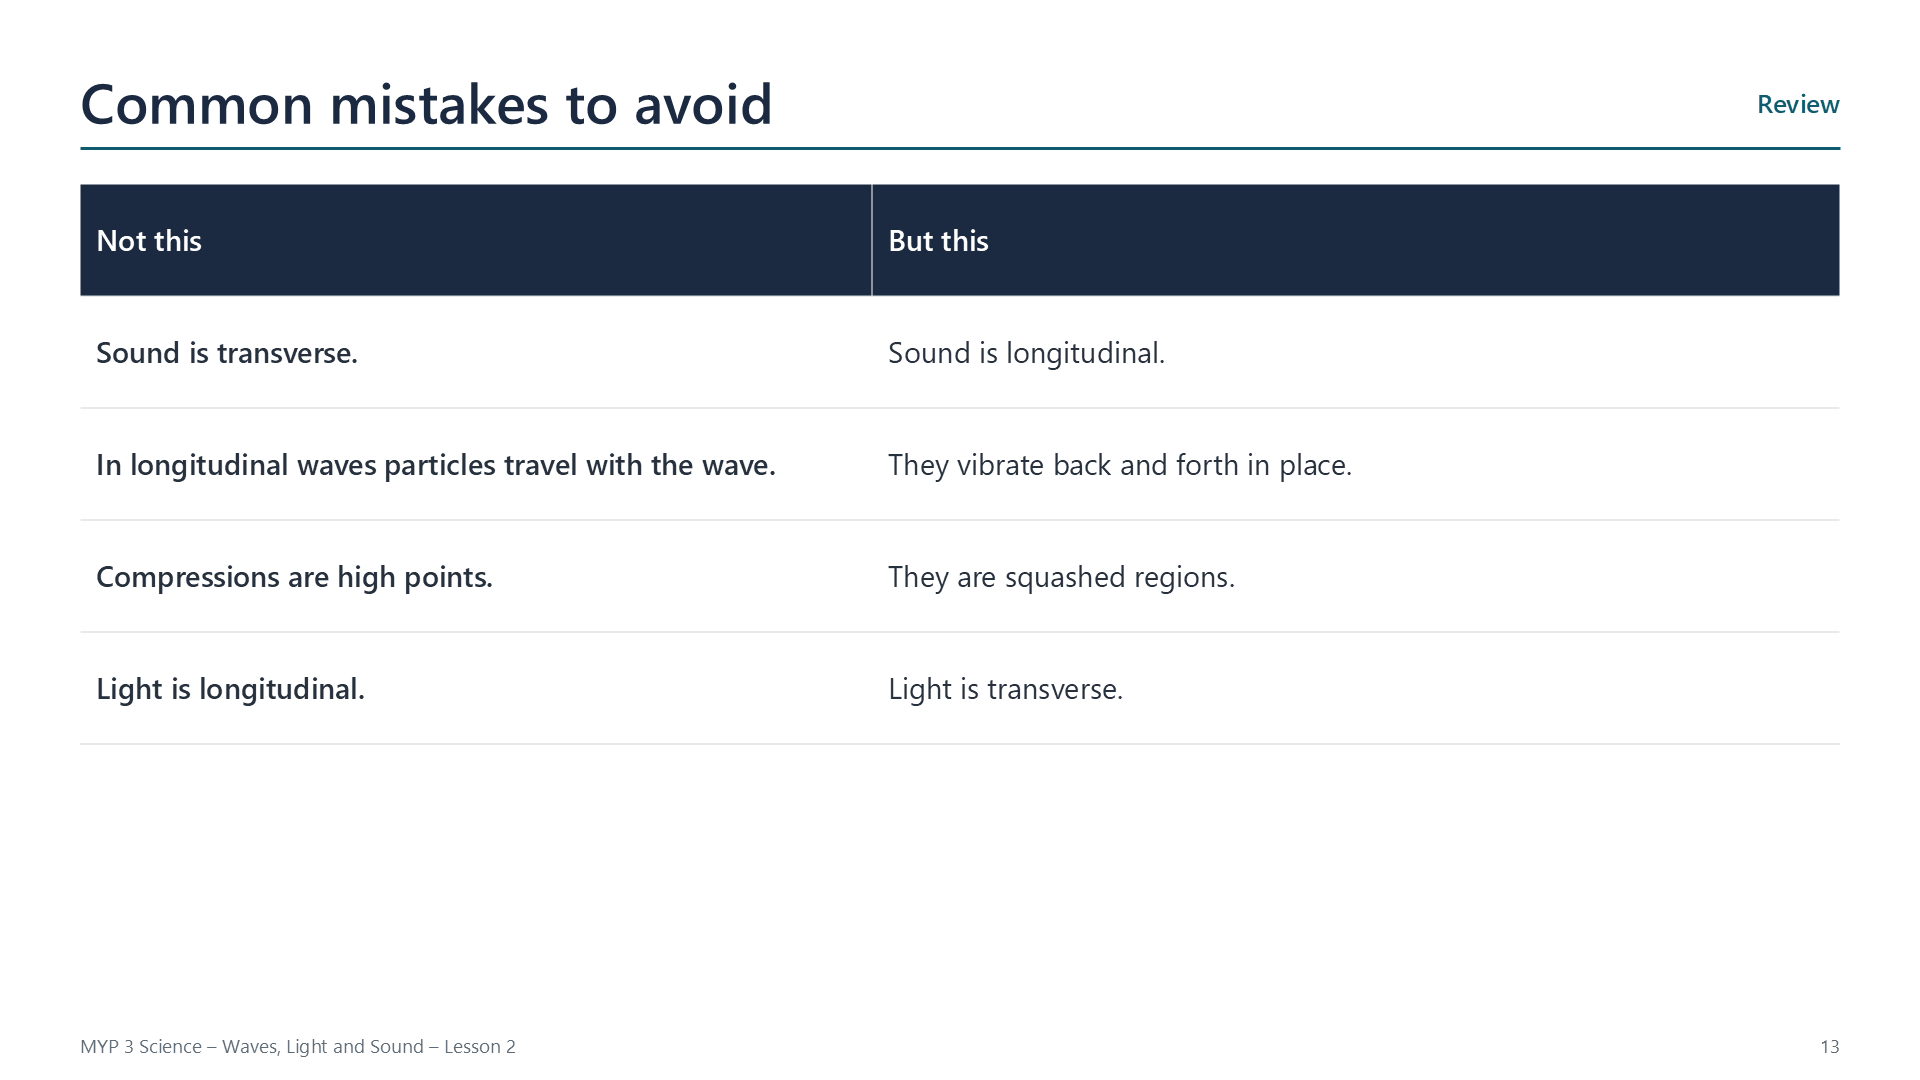 Common mistakes to avoid
Review
Not this
But this
Sound is transverse.
Sound is longitudinal.
In longitudinal waves particles travel with the wave.
They vibrate back and forth in place.
Compressions are high points.
They are squashed regions.
Light is longitudinal.
Light is transverse.
MYP 3 Science – Waves, Light and Sound – Lesson 2
13